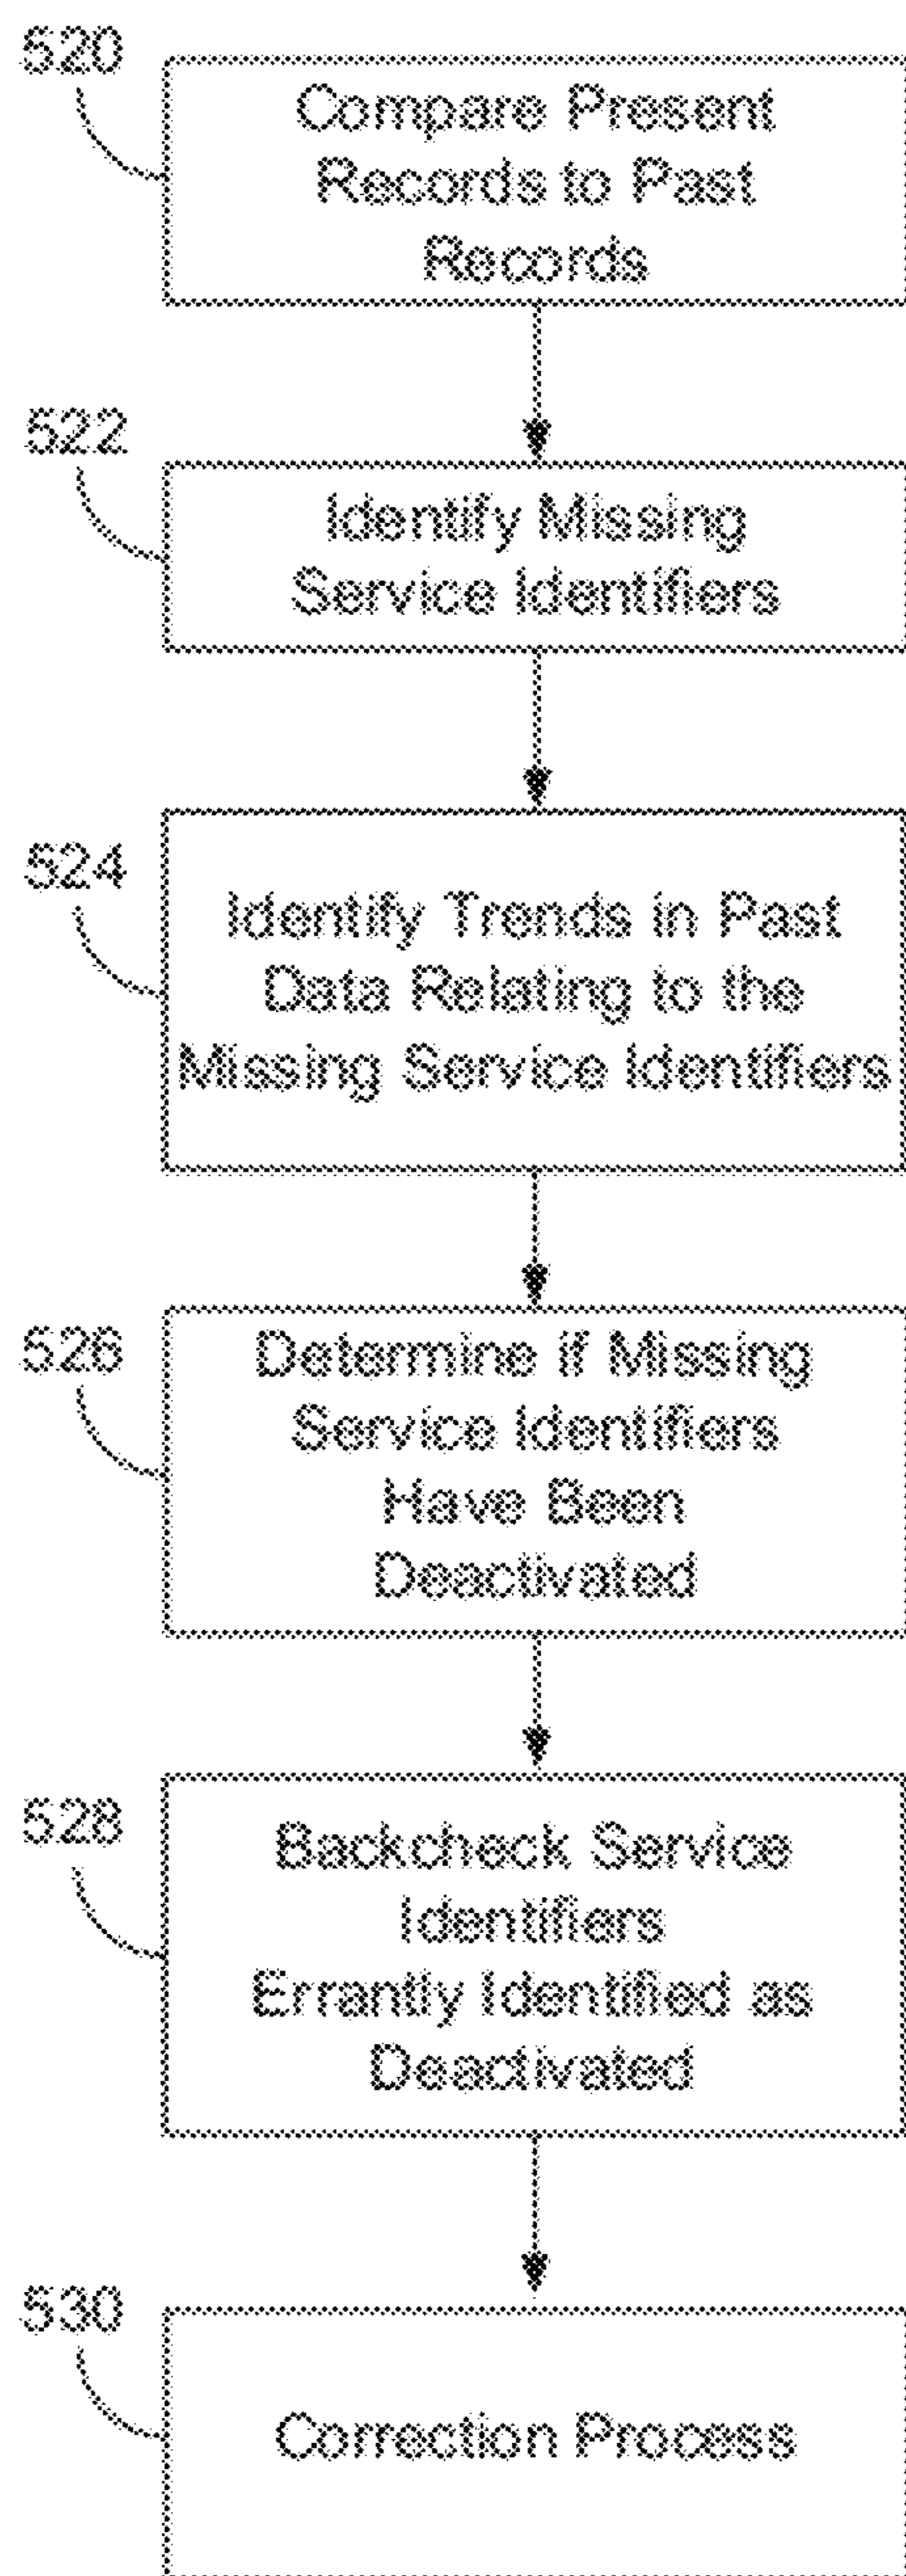 520
Compare Present
Records to Past
Records
522
Identify Missing
Service Identifiers
524
Identify Trends in Past
Data Relating to the
Missing Service Identifiers
526
Determine if Missing
Service Identifiers
Have Been
Deactivated
528
Backcheck Service
Identifiers
Errantly Identified as
Deactivated
530
Correction Process